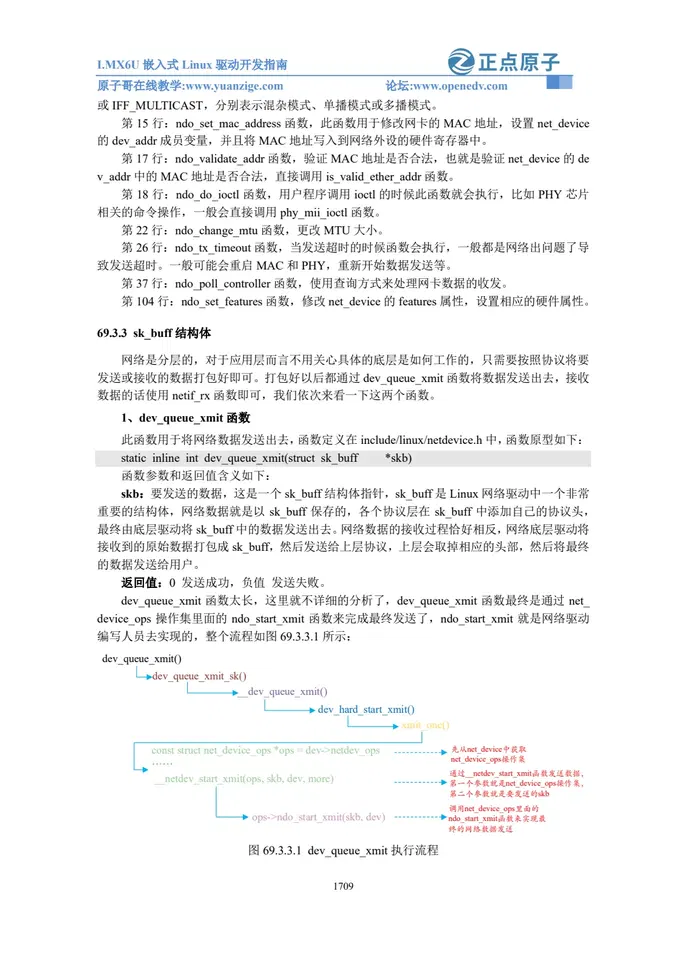 I.MX6U 嵌入式 Linux 驱动开发指南
正点原子
原子哥在线教学:www.yuanzige.com 论坛:www.openedv.com
或 IFF_MULTICAST，分别表示混杂模式、单播模式或多播模式。
第 15 行：ndo_set_mac_address 函数，此函数用于修改网卡的 MAC 地址，设置 net_device
的 dev_addr 成员变量，并且将 MAC 地址写入到网络外设的硬件寄存器中。
第 17 行：ndo_validate_addr 函数，验证 MAC 地址是否合法，也就是验证 net_device 的 de
v_addr 中的 MAC 地址是否合法，直接调用 is_valid_ether_addr 函数。
第 18 行：ndo_do_ioctl 函数，用户程序调用 ioctl 的时候此函数就会执行，比如 PHY 芯片
相关的命令操作，一般会直接调用 phy_mii_ioctl 函数。
第 22 行：ndo_change_mtu 函数，更改 MTU 大小。
第 26 行：ndo_tx_timeout 函数，当发送超时的时候函数会执行，一般都是网络出问题了导
致发送超时。一般可能会重启 MAC 和 PHY，重新开始数据发送等。
第 37 行：ndo_poll_controller 函数，使用查询方式来处理网卡数据的收发。
第 104 行：ndo_set_features 函数，修改 net_device 的 features 属性，设置相应的硬件属性。
69.3.3 sk_buff 结构体
网络是分层的，对于应用层而言不用关心具体的底层是如何工作的，只需要按照协议将要
发送或接收的数据打包好即可。打包好以后都通过 dev_queue_xmit 函数将数据发送出去，接收
数据的话使用 netif_rx 函数即可，我们依次来看一下这两个函数。
1、dev_queue_xmit 函数
此函数用于将网络数据发送出去，函数定义在 include/linux/netdevice.h 中，函数原型如下：
static inline int dev_queue_xmit(struct sk_buff *skb)
函数参数和返回值含义如下：
skb：要发送的数据，这是一个 sk_buff 结构体指针，sk_buff 是 Linux 网络驱动中一个非常
重要的结构体，网络数据就是以 sk_buff 保存的，各个协议层在 sk_buff 中添加自己的协议头，
最终由底层驱动将 sk_buff 中的数据发送出去。网络数据的接收过程恰好相反，网络底层驱动将
接收到的原始数据打包成 sk_buff，然后发送给上层协议，上层会取掉相应的头部，然后将最终
的数据发送给用户。
返回值：0 发送成功，负值 发送失败。
dev_queue_xmit 函数太长，这里就不详细的分析了，dev_queue_xmit 函数最终是通过 net_
device_ops 操作集里面的 ndo_start_xmit 函数来完成最终发送了，ndo_start_xmit 就是网络驱动
编写人员去实现的，整个流程如图 69.3.3.1 所示：
dev_queue_xmit()
dev_queue_xmit_sk()
__dev_queue_xmit()
dev_hard_start_xmit()
xmit_one()
const struct net_device_ops *ops = dev->netdev_ops
先从net_device中获取
net_device_ops操作集
……
__netdev_start_xmit(ops, skb, dev, more)
通过__netdev_start_xmit函数发送数据，
第一个参数就是net_device_ops操作集，
第二个参数就是要发送的skb
ops->ndo_start_xmit(skb, dev)
调用net_device_ops里面的
ndo_start_xmit函数来实现最
终的网络数据发送
图 69.3.3.1 dev_queue_xmit 执行流程
1709